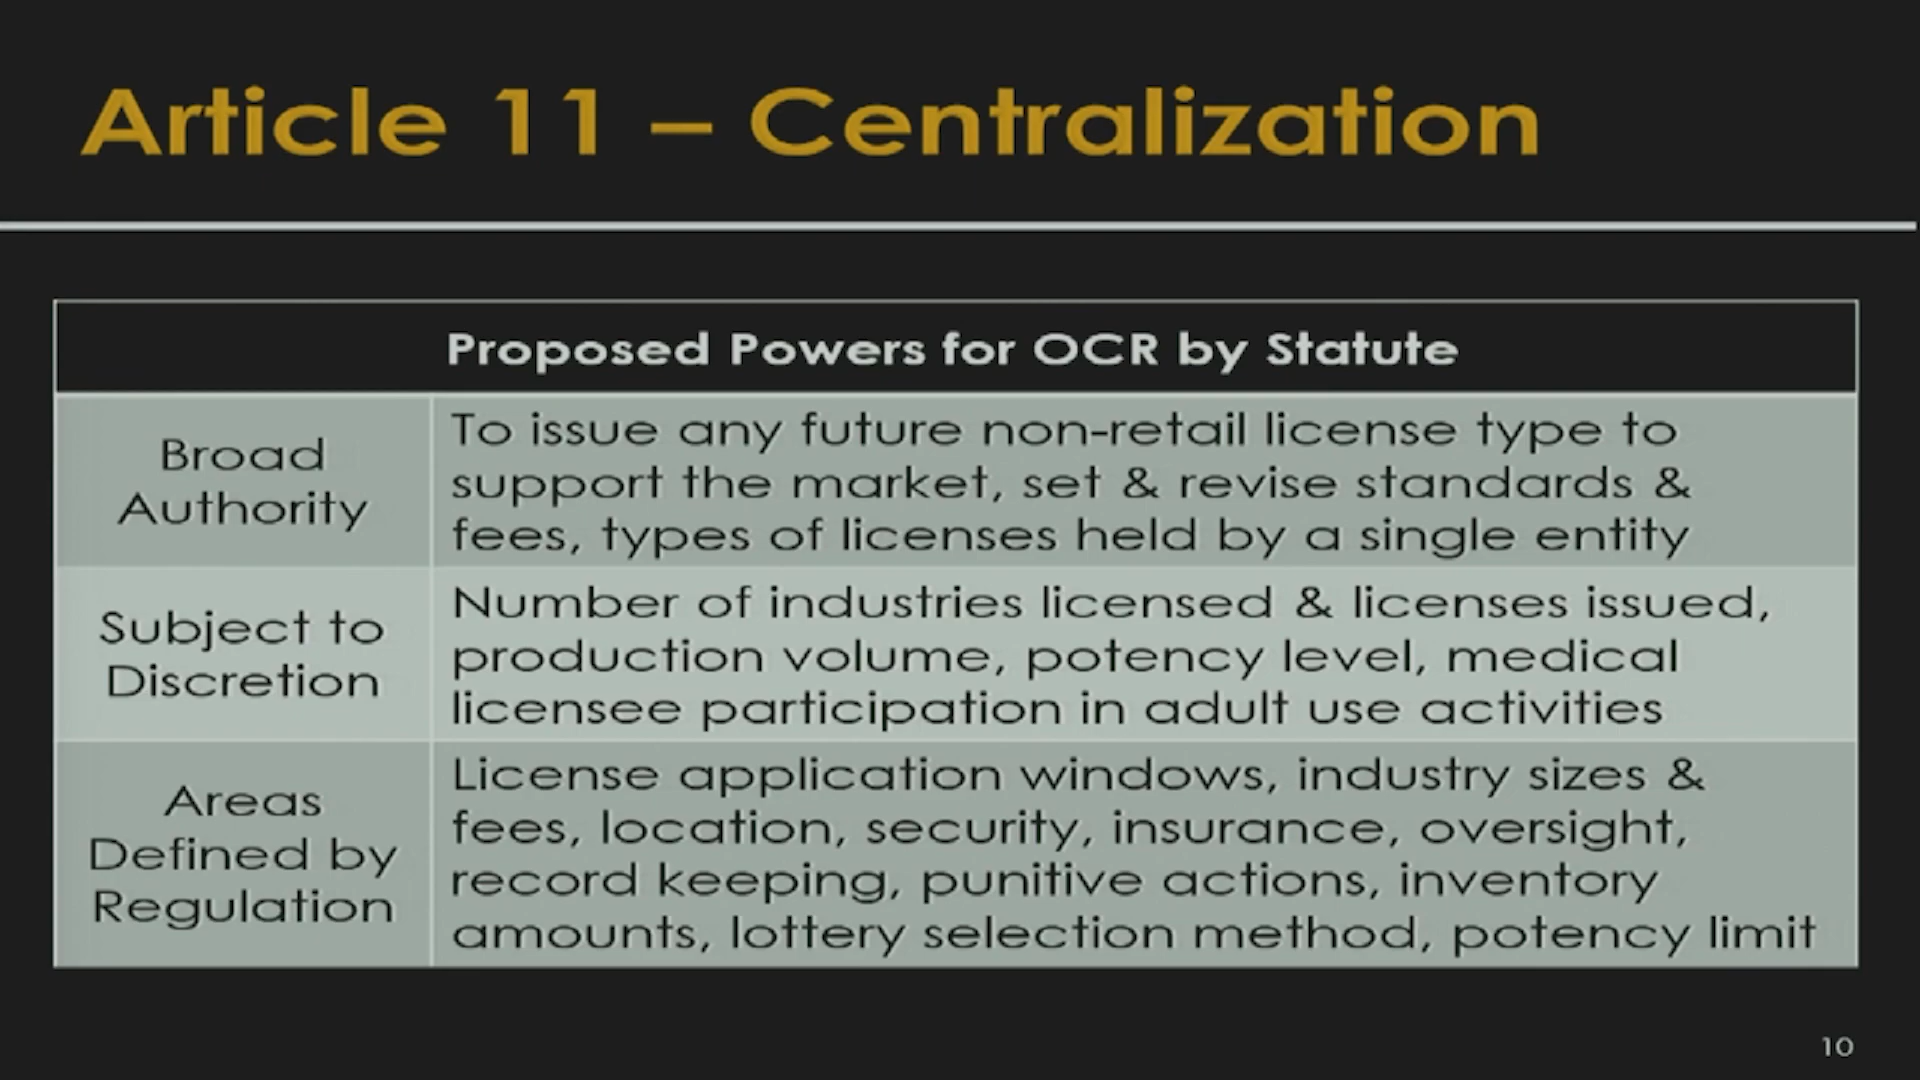 Article 11 – Centralization
Proposed Powers for OCR by Statute
Broad
Authority
To issue any future non-retail license type to
support the market, set & revise standards &
fees, types of licenses held by a single entity
Subject to
Discretion
Number of industries licensed & licenses issued,
production volume, potency level, medical
licensee participation in adult use activities
Areas
Defined by
Regulation
License application windows, industry sizes &
fees, location, security, insurance, oversight,
record keeping, punitive actions, inventory
amounts, lottery selection method, potency limit
10